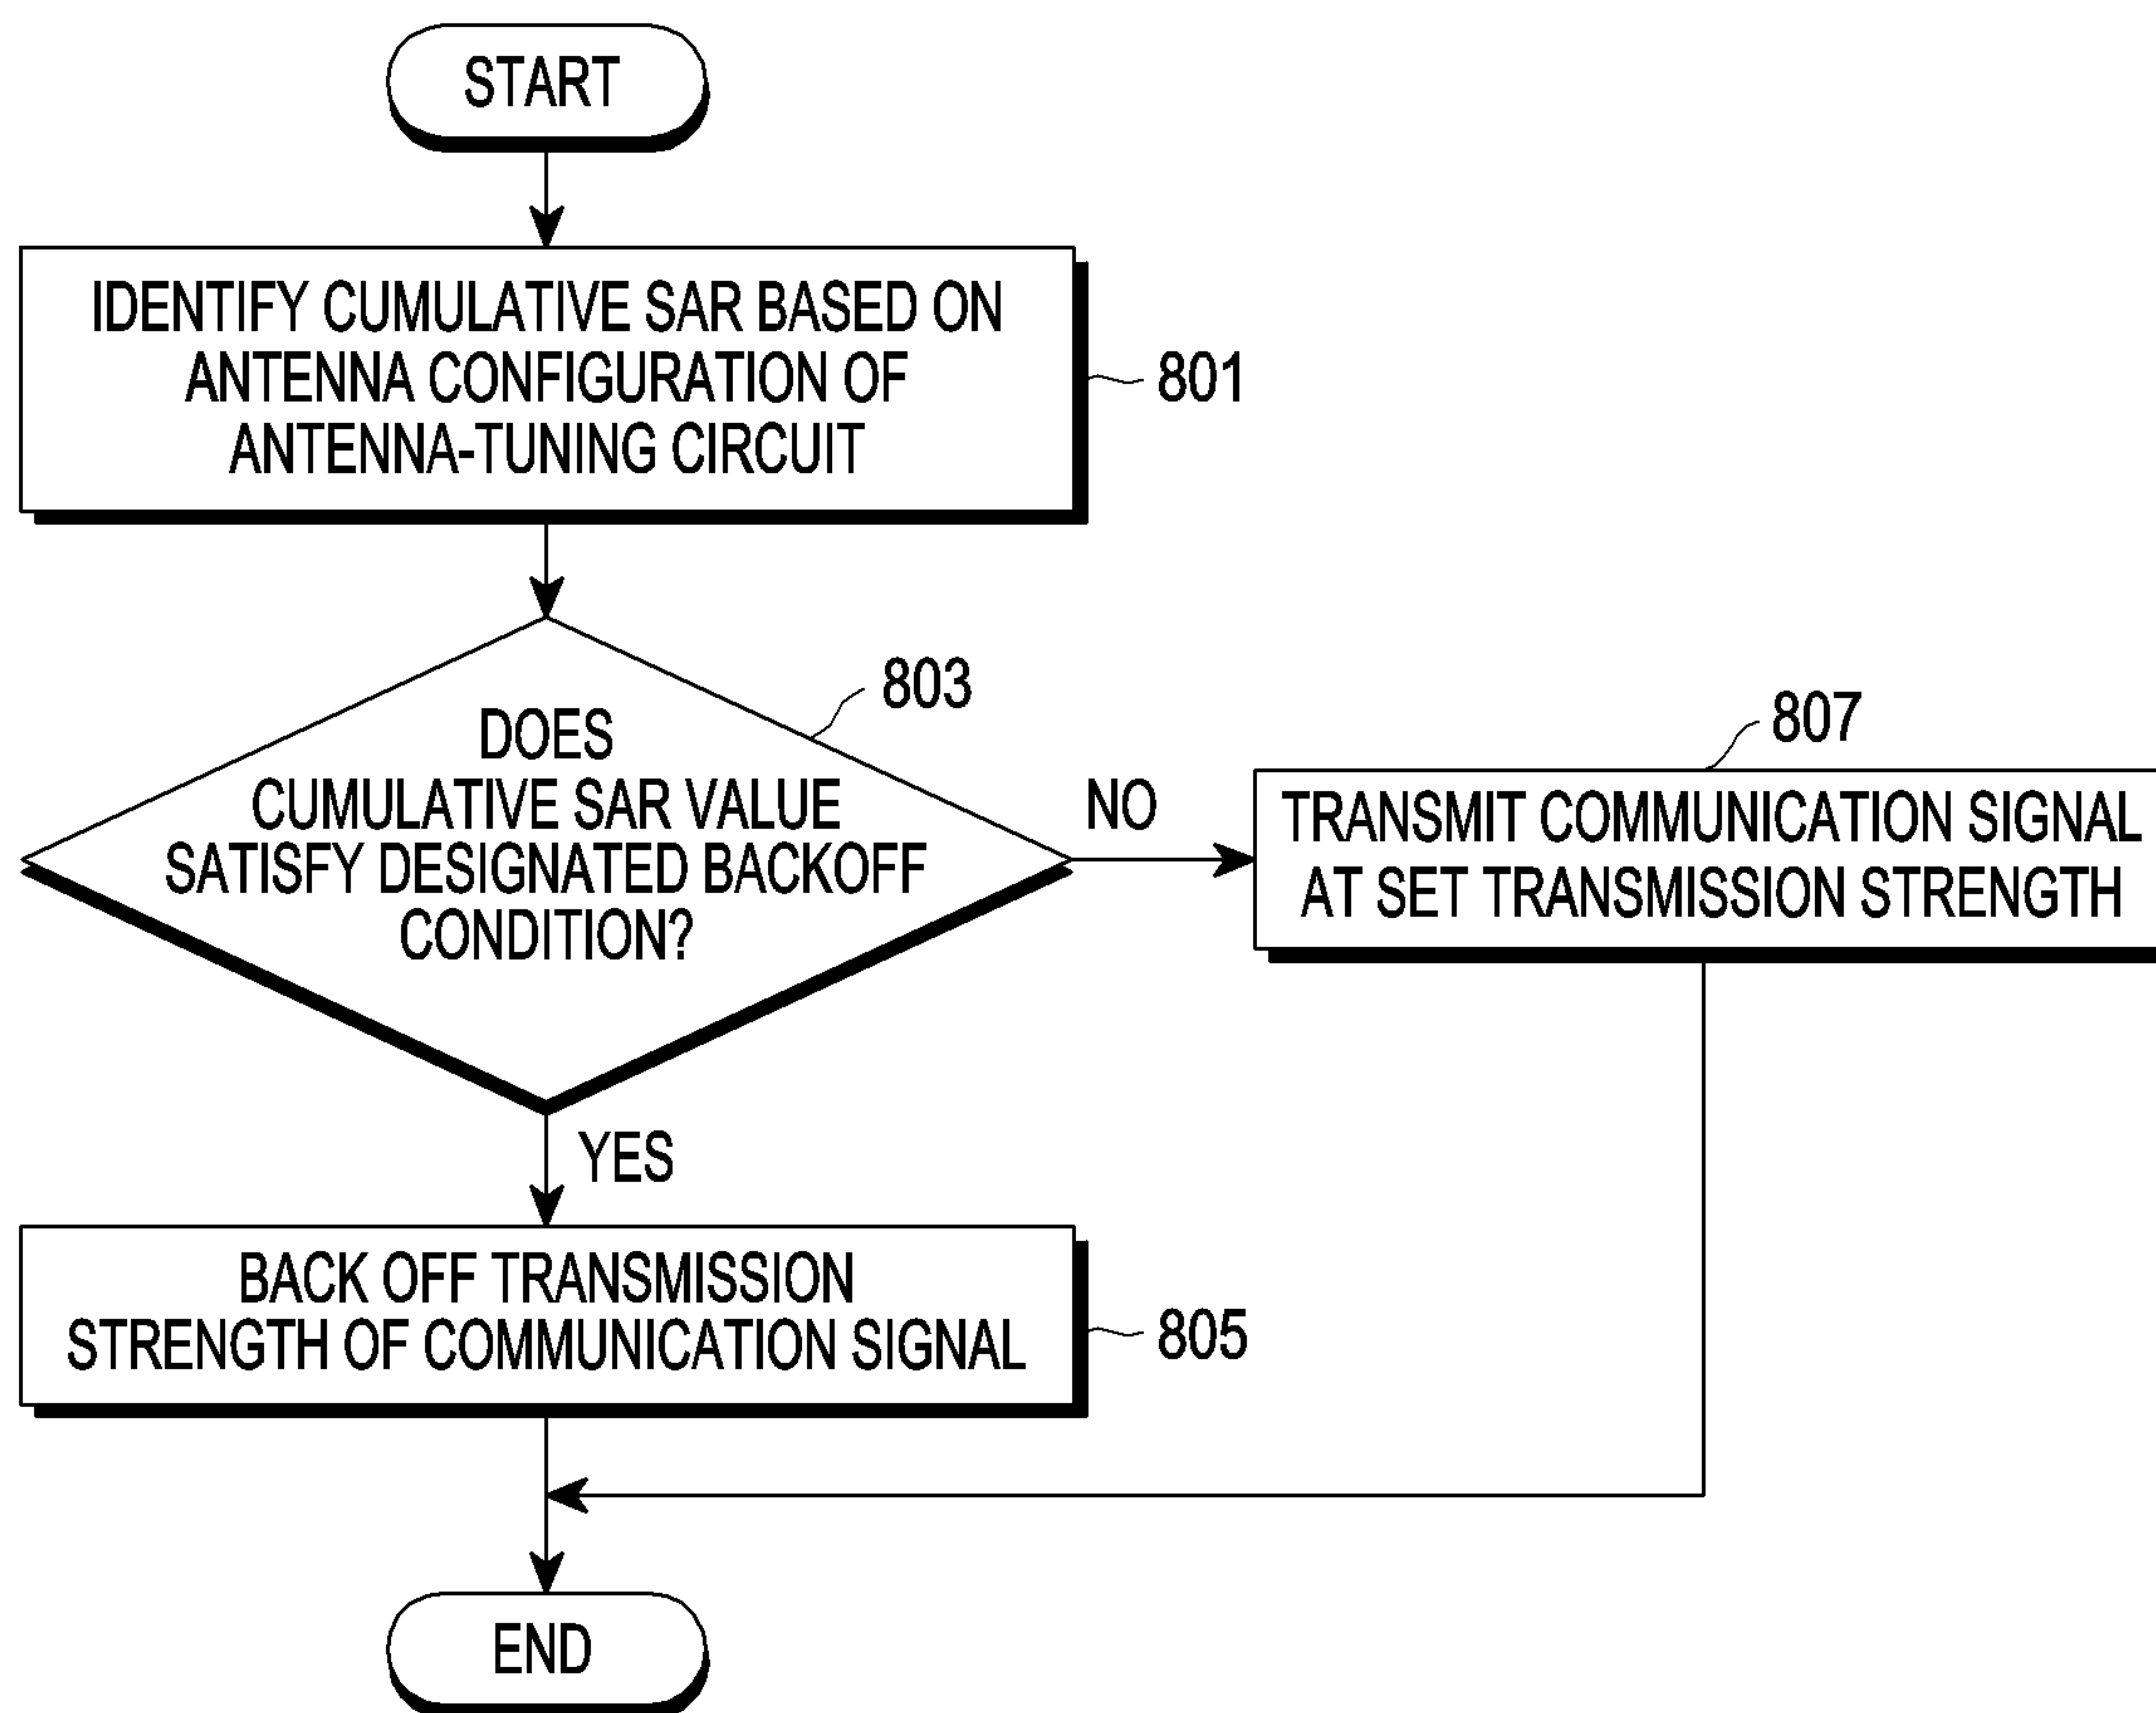 START
IDENTIFY CUMULATIVE SAR BASED ON
ANTENNA CONFIGURATION OF
ANTENNA-TUNING CIRCUIT
801
803
DOES
CUMULATIVE SAR VALUE
SATISFY DESIGNATED BACKOFF
CONDITION?
NO
807
TRANSMIT COMMUNICATION SIGNAL
AT SET TRANSMISSION STRENGTH
YES
BACK OFF TRANSMISSION
STRENGTH OF COMMUNICATION SIGNAL
805
END